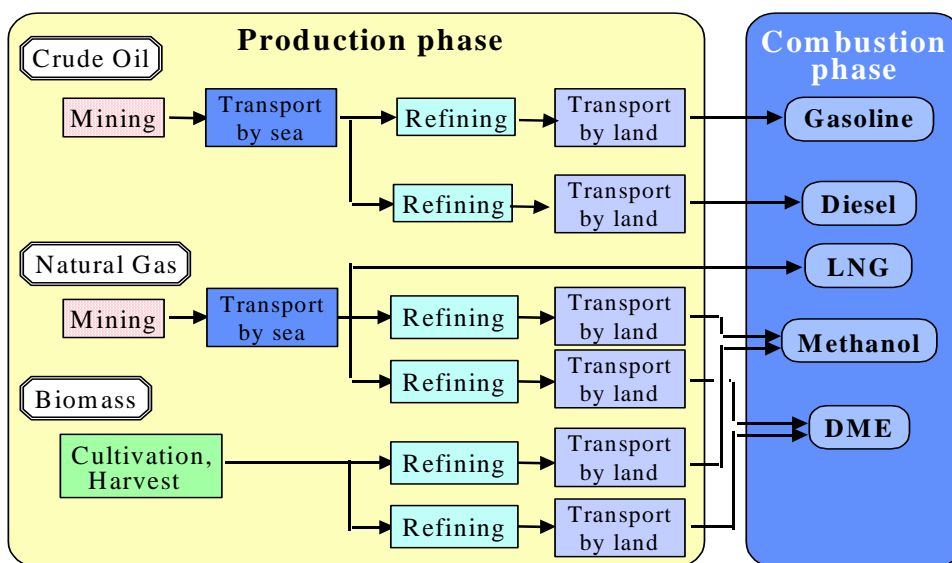 Production phase
Combustion
phase
Crude Oil
Mining
Transport
by sea
Refining
Transport
by land
Gasoline
Refining
Transport
by land
Diesel
Natural Gas
LNG
Mining
Transport
by sea
Refining
Transport
by land
Methanol
Refining
Transport
by land
Biomass
DME
Cultivation,
Harvest
Refining
Transport
by land
Refining
Transport
by land